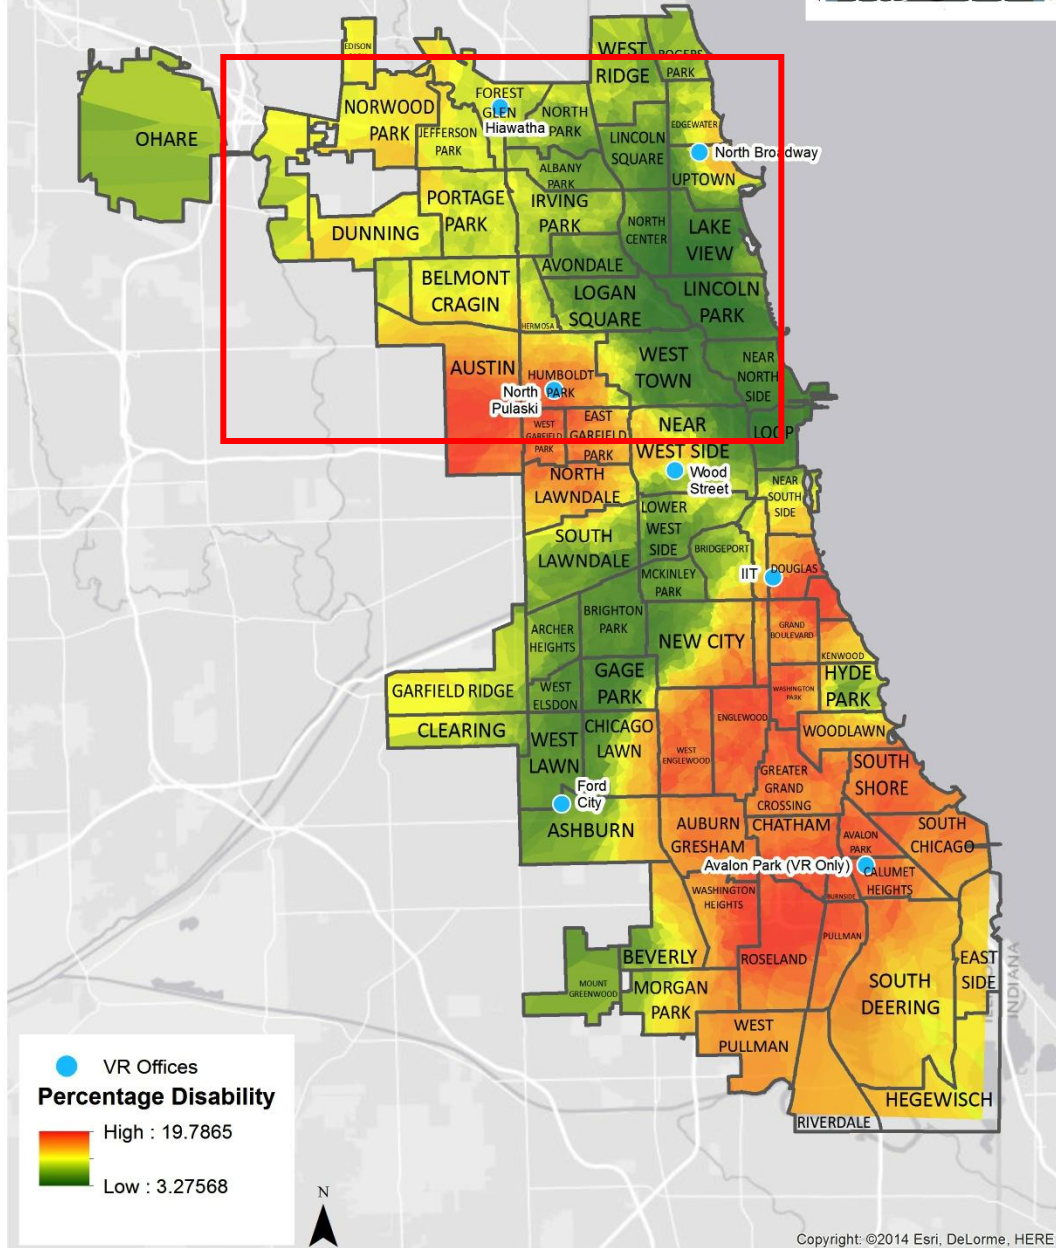 EDISON
WEST
RIDGE
ROGERS
PARK
OHARE
NORWOOD
PARK
JEFFERSON
PARK
FOREST
GLEN
Hiawatha
NORTH
PARK
LINCOLN
SQUARE
EDGEWATER
North Broadway
UPTOWN
ALBANY
PARK
PORTAGE
PARK
IRVING
PARK
DUNNING
NORTH
CENTER
LAKE
VIEW
BELMONT
CRAGIN
AVONDALE
LOGAN
SQUARE
LINCOLN
PARK
HERMOSA
AUSTIN
HUMBOLDT
PARK
North
Pulaski
WEST
TOWN
NEAR
NORTH
SIDE
WEST
GARFIELD
PARK
EAST
GARFIELD
PARK
NEAR
WEST SIDE
LOOP
Wood
Street
NORTH
LAWNDALE
NEAR
SOUTH
SIDE
LOWER
WEST
SIDE
SOUTH
LAWNDALE
BRIDGEPORT
IIT
DOUGLAS
MCKINLEY
PARK
BRIGHTON
PARK
ARCHER
HEIGHTS
NEW CITY
GRAND
BOULEVARD
KENWOOD
HYDE
PARK
GAGE
PARK
GARFIELD RIDGE
WEST
ELSDON
WASHINGTON
PARK
CLEARING
WEST
LAWN
CHICAGO
LAWN
ENGLEWOOD
WEST
ENGLEWOOD
WOODLAWN
GREATER
GRAND
CROSSING
SOUTH
SHORE
Ford
City
ASHBURN
AUBURN
GRESHAM
CHATHAM
AVALON
PARK
SOUTH
CHICAGO
Avalon Park (VR Only)
CALUMET
HEIGHTS
WASHINGTON
HEIGHTS
BURNSIDE
PULLMAN
BEVERLY
ROSELAND
MOUNT
GREENWOOD
MORGAN
PARK
SOUTH
DEERING
EAST
SIDE
INDIANA
WEST
PULLMAN
HEGEWISCH
RIVERDALE
VR Offices
Percentage Disability
High : 19.7865
Low : 3.27568
N
Copyright: ©2014 Esri, DeLorme, HERE